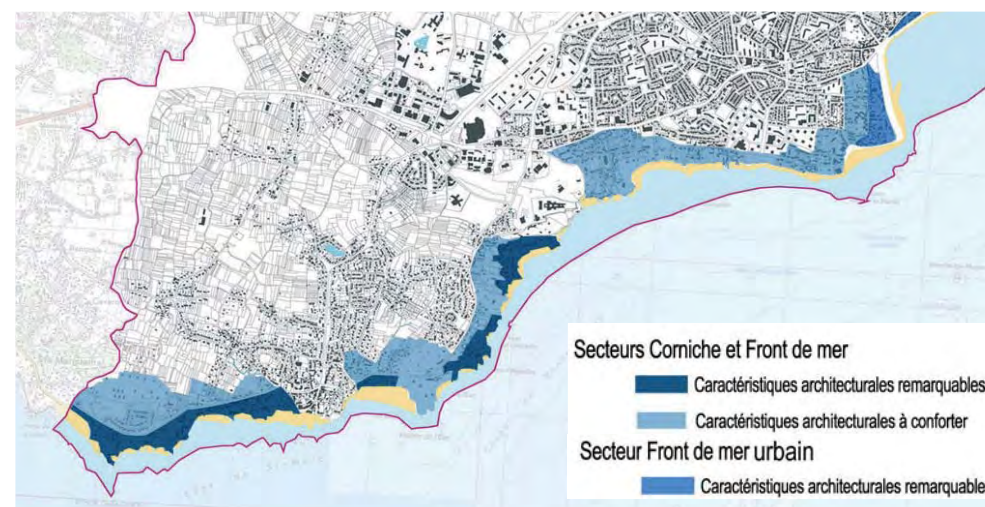 Secteurs Corniche et Front de mer
Caractéristiques architecturales remarquables
Caractéristiques architecturales à conforter
Secteur Front de mer urbain
Caractéristiques architecturales remarquable